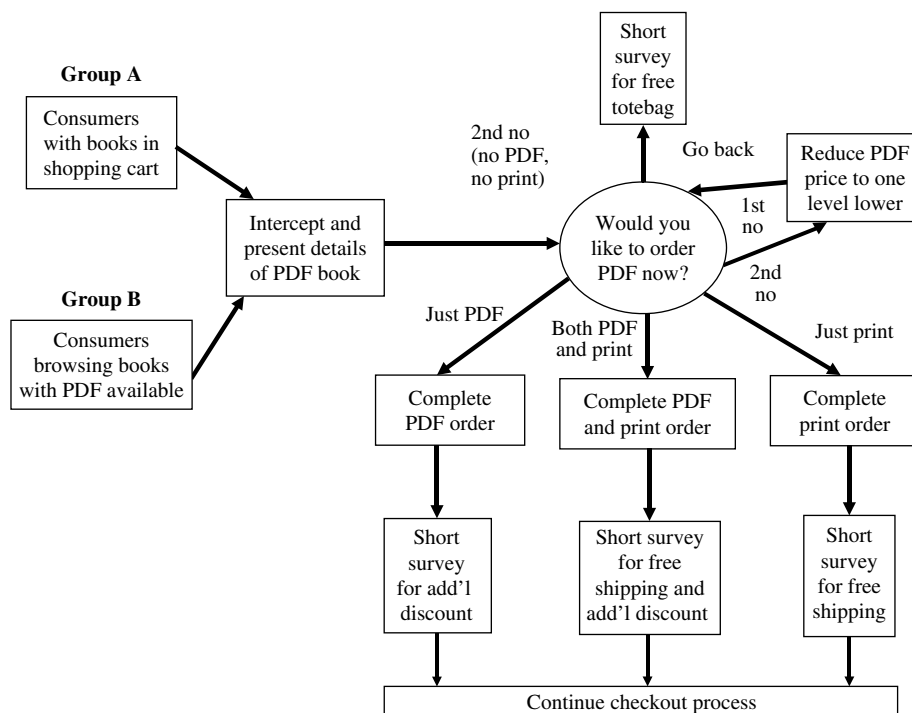 Group A
Consumers
with books in
shopping cart
Group B
Consumers
browsing books
with PDF available
Intercept and
present details
of PDF book
2nd no
(no PDF,
no print)
Short
survey
for free
totebag
Go back
Reduce PDF
price to one
level lower
1st
no
Would you
like to order
PDF now?
2nd
no
Just PDF
Both PDF
and print
Just print
Complete
PDF order
Complete PDF
and print order
Complete
print order
Short
survey
for add'l
discount
Short survey
for free
shipping and
add'l discount
Short
survey
for free
shipping
Continue checkout process